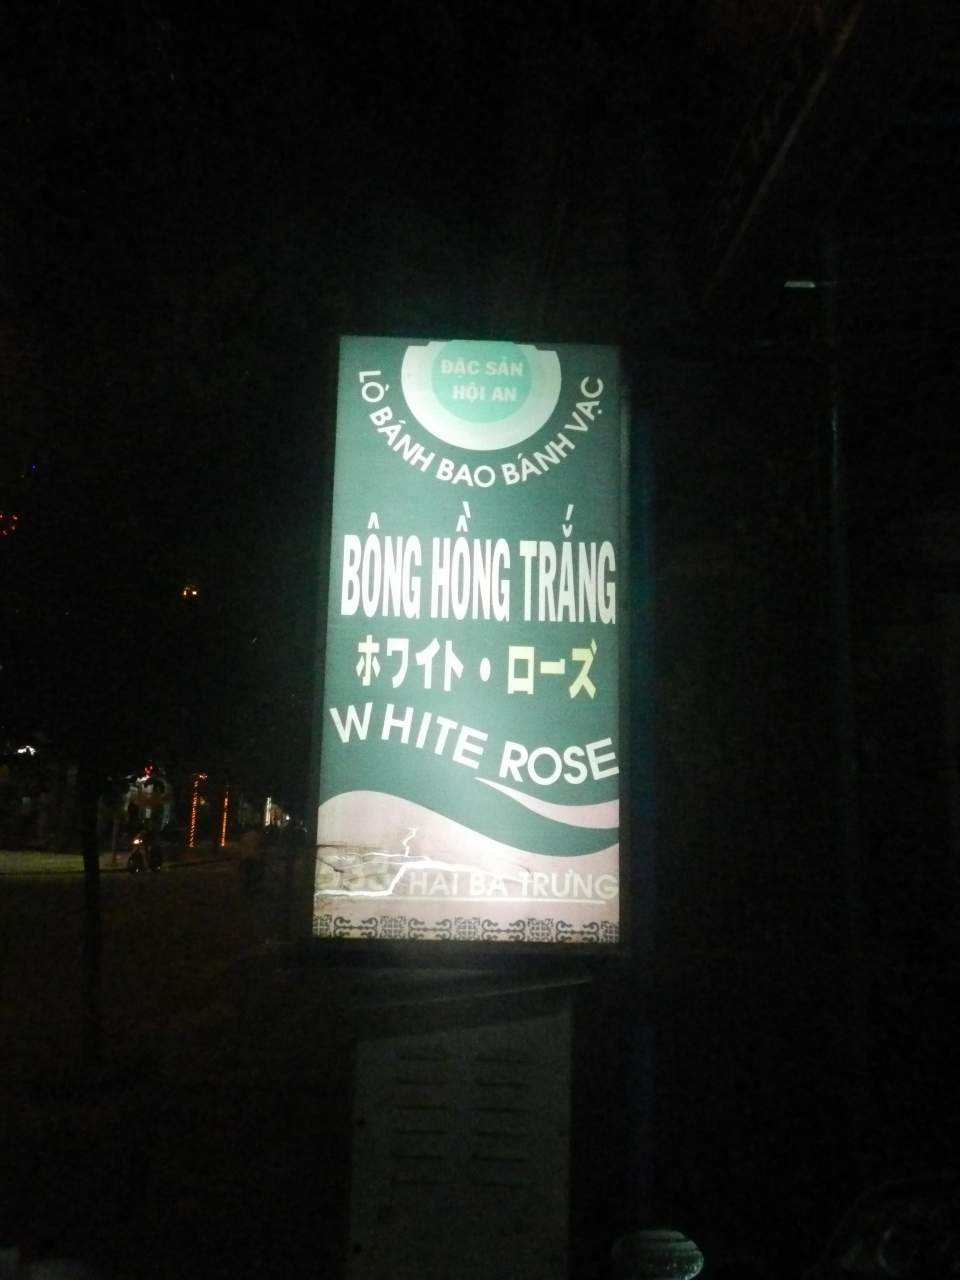 ĐẶC SẢN
HỘI AN
LÒ BÁNH BAO BÁNH VẠC
BÔNG HỒNG TRẮNG
ホワイト・ローズ
WHITE ROSE
533 HAI BÀ TRƯNG